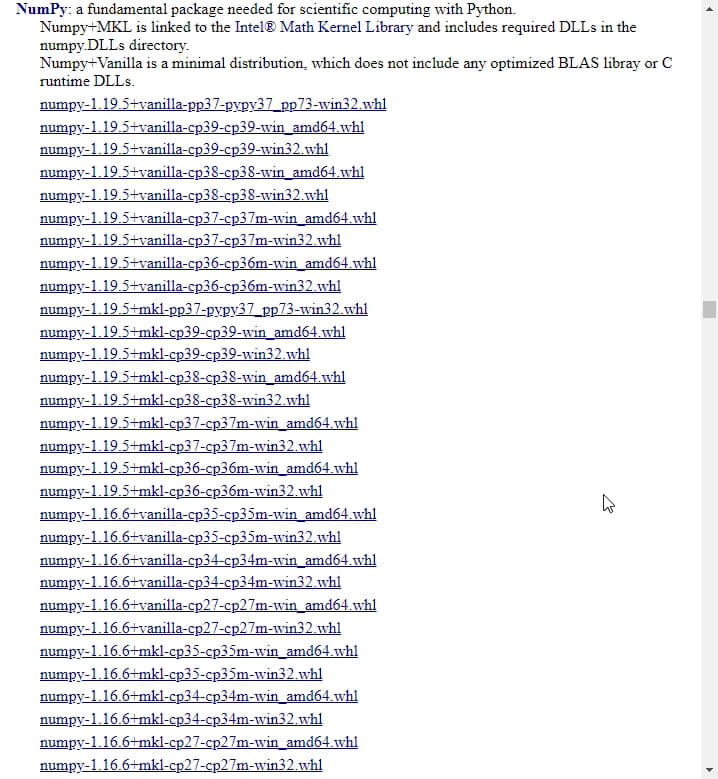 NumPy: a fundamental package needed for scientific computing with Python.
Numpy+MKL is linked to the Intel® Math Kernel Library and includes required DLLs in the
numpy.DLLs directory.
Numpy+Vanilla is a minimal distribution, which does not include any optimized BLAS libray or C
runtime DLLs.
numpy-1.19.5+vanilla-pp37-pypy37_pp73-win32.whl
numpy-1.19.5+vanilla-cp39-cp39-win_amd64.whl
numpy-1.19.5+vanilla-cp39-cp39-win32.whl
numpy-1.19.5+vanilla-cp38-cp38-win_amd64.whl
numpy-1.19.5+vanilla-cp38-cp38-win32.whl
numpy-1.19.5+vanilla-cp37-cp37m-win_amd64.whl
numpy-1.19.5+vanilla-cp37-cp37m-win32.whl
numpy-1.19.5+vanilla-cp36-cp36m-win_amd64.whl
numpy-1.19.5+vanilla-cp36-cp36m-win32.whl
numpy-1.19.5+mkl-pp37-pypy37_pp73-win32.whl
numpy-1.19.5+mkl-cp39-cp39-win_amd64.whl
numpy-1.19.5+mkl-cp39-cp39-win32.whl
numpy-1.19.5+mkl-cp38-cp38-win_amd64.whl
numpy-1.19.5+mkl-cp38-cp38-win32.whl
numpy-1.19.5+mkl-cp37-cp37m-win_amd64.whl
numpy-1.19.5+mkl-cp37-cp37m-win32.whl
numpy-1.19.5+mkl-cp36-cp36m-win_amd64.whl
numpy-1.19.5+mkl-cp36-cp36m-win32.whl
numpy-1.16.6+vanilla-cp35-cp35m-win_amd64.whl
numpy-1.16.6+vanilla-cp35-cp35m-win32.whl
numpy-1.16.6+vanilla-cp34-cp34m-win_amd64.whl
numpy-1.16.6+vanilla-cp34-cp34m-win32.whl
numpy-1.16.6+vanilla-cp27-cp27m-win_amd64.whl
numpy-1.16.6+vanilla-cp27-cp27m-win32.whl
numpy-1.16.6+mkl-cp35-cp35m-win_amd64.whl
numpy-1.16.6+mkl-cp35-cp35m-win32.whl
numpy-1.16.6+mkl-cp34-cp34m-win_amd64.whl
numpy-1.16.6+mkl-cp34-cp34m-win32.whl
numpy-1.16.6+mkl-cp27-cp27m-win_amd64.whl
numpy-1.16.6+mkl-cp27-cp27m-win32.whl